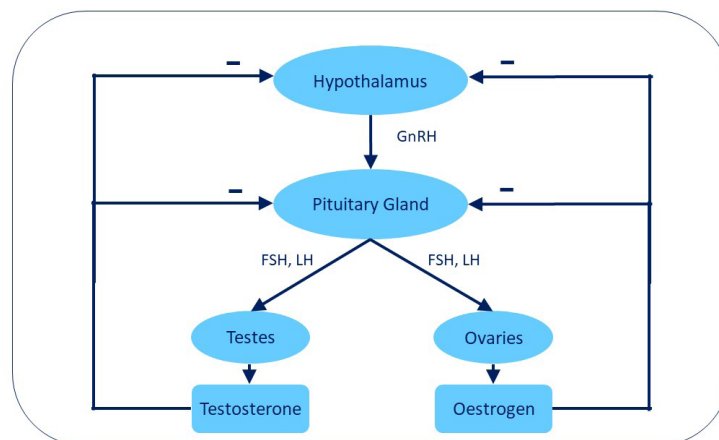 – –
Hypothalamus
GnRH
– –
Pituitary Gland
FSH, LH FSH, LH
Testes Ovaries
Testosterone Oestrogen